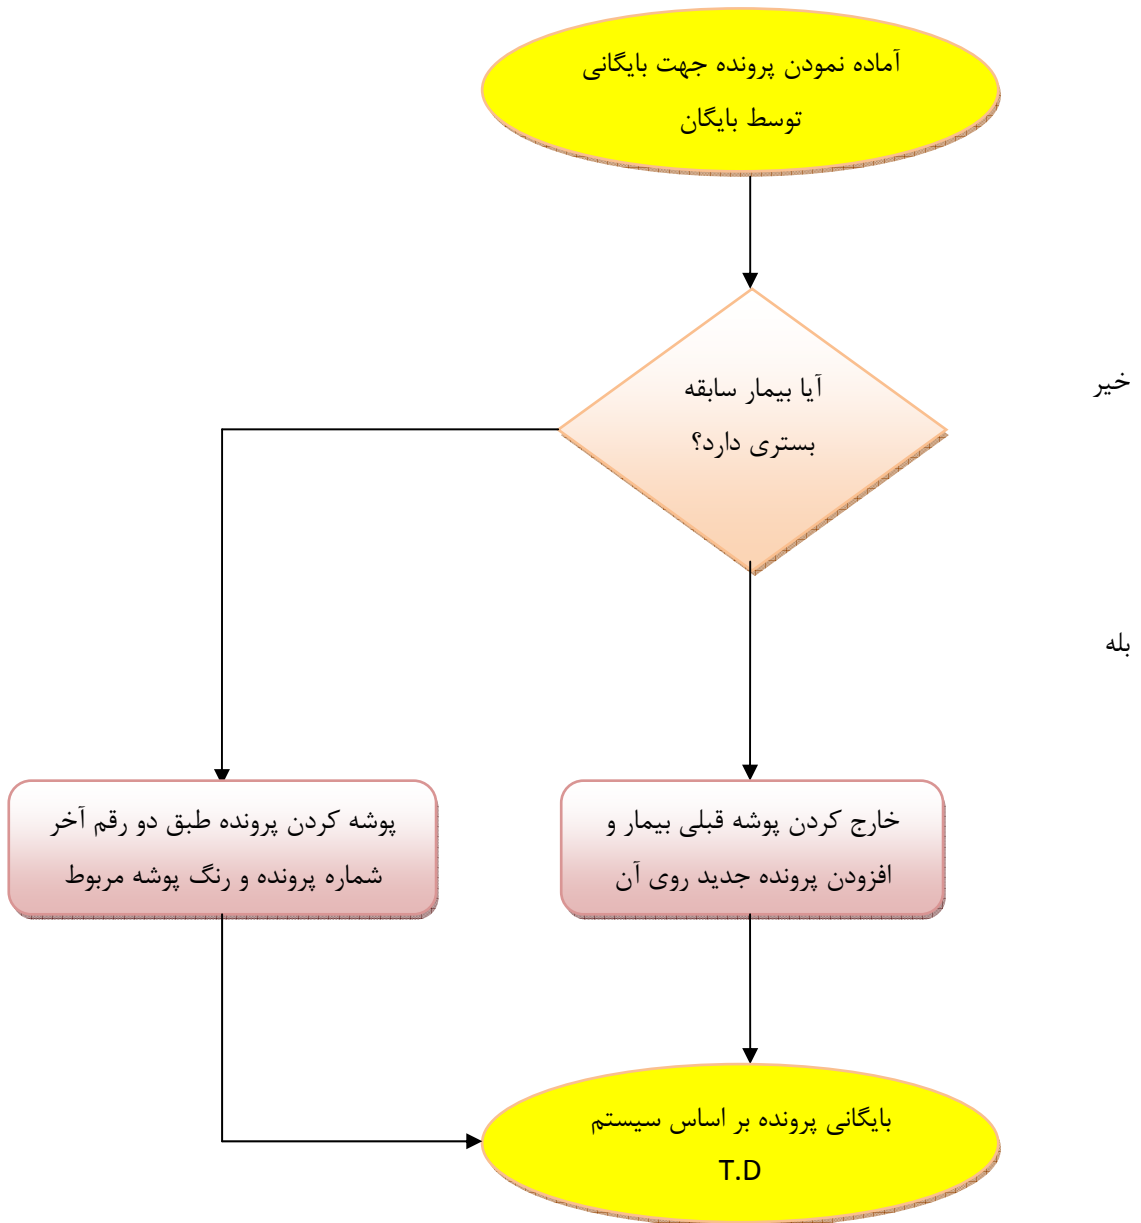 آماده نمودن پرونده جهت بایگانی
توسط بایگان
خیر
آیا بیمار سابقه
بستری دارد؟
بله
خارج کردن پوشه قبلی بیمار و
افزودن پرونده جدید روی آن
پوشه کردن پرونده طبق دو رقم آخر
شماره پرونده و رنگ پوشه مربوط
بایگانی پرونده بر اساس سیستم
T.D